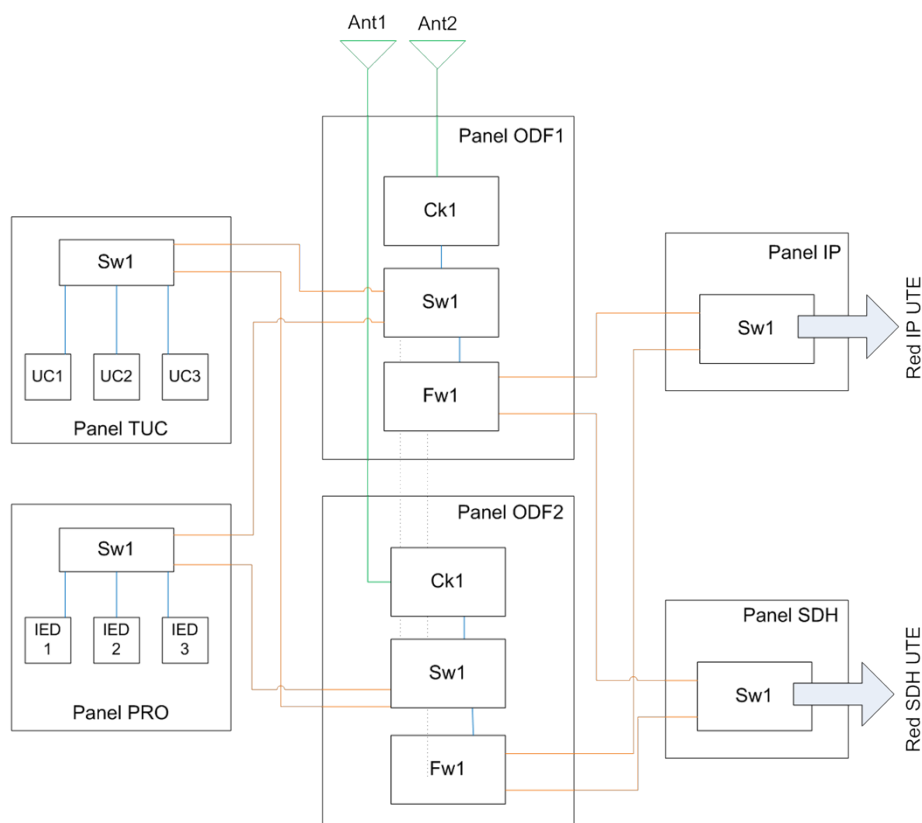 Ant1
Ant2
Panel ODF1
Ck1
Sw1
Fw1
Sw1
UC1
UC2
UC3
Panel TUC
Panel IP
Sw1
Red IP UTE
Panel ODF2
Ck1
Sw1
Fw1
Sw1
IED
1
IED
2
IED
3
Panel PRO
Panel SDH
Sw1
Red SDH UTE